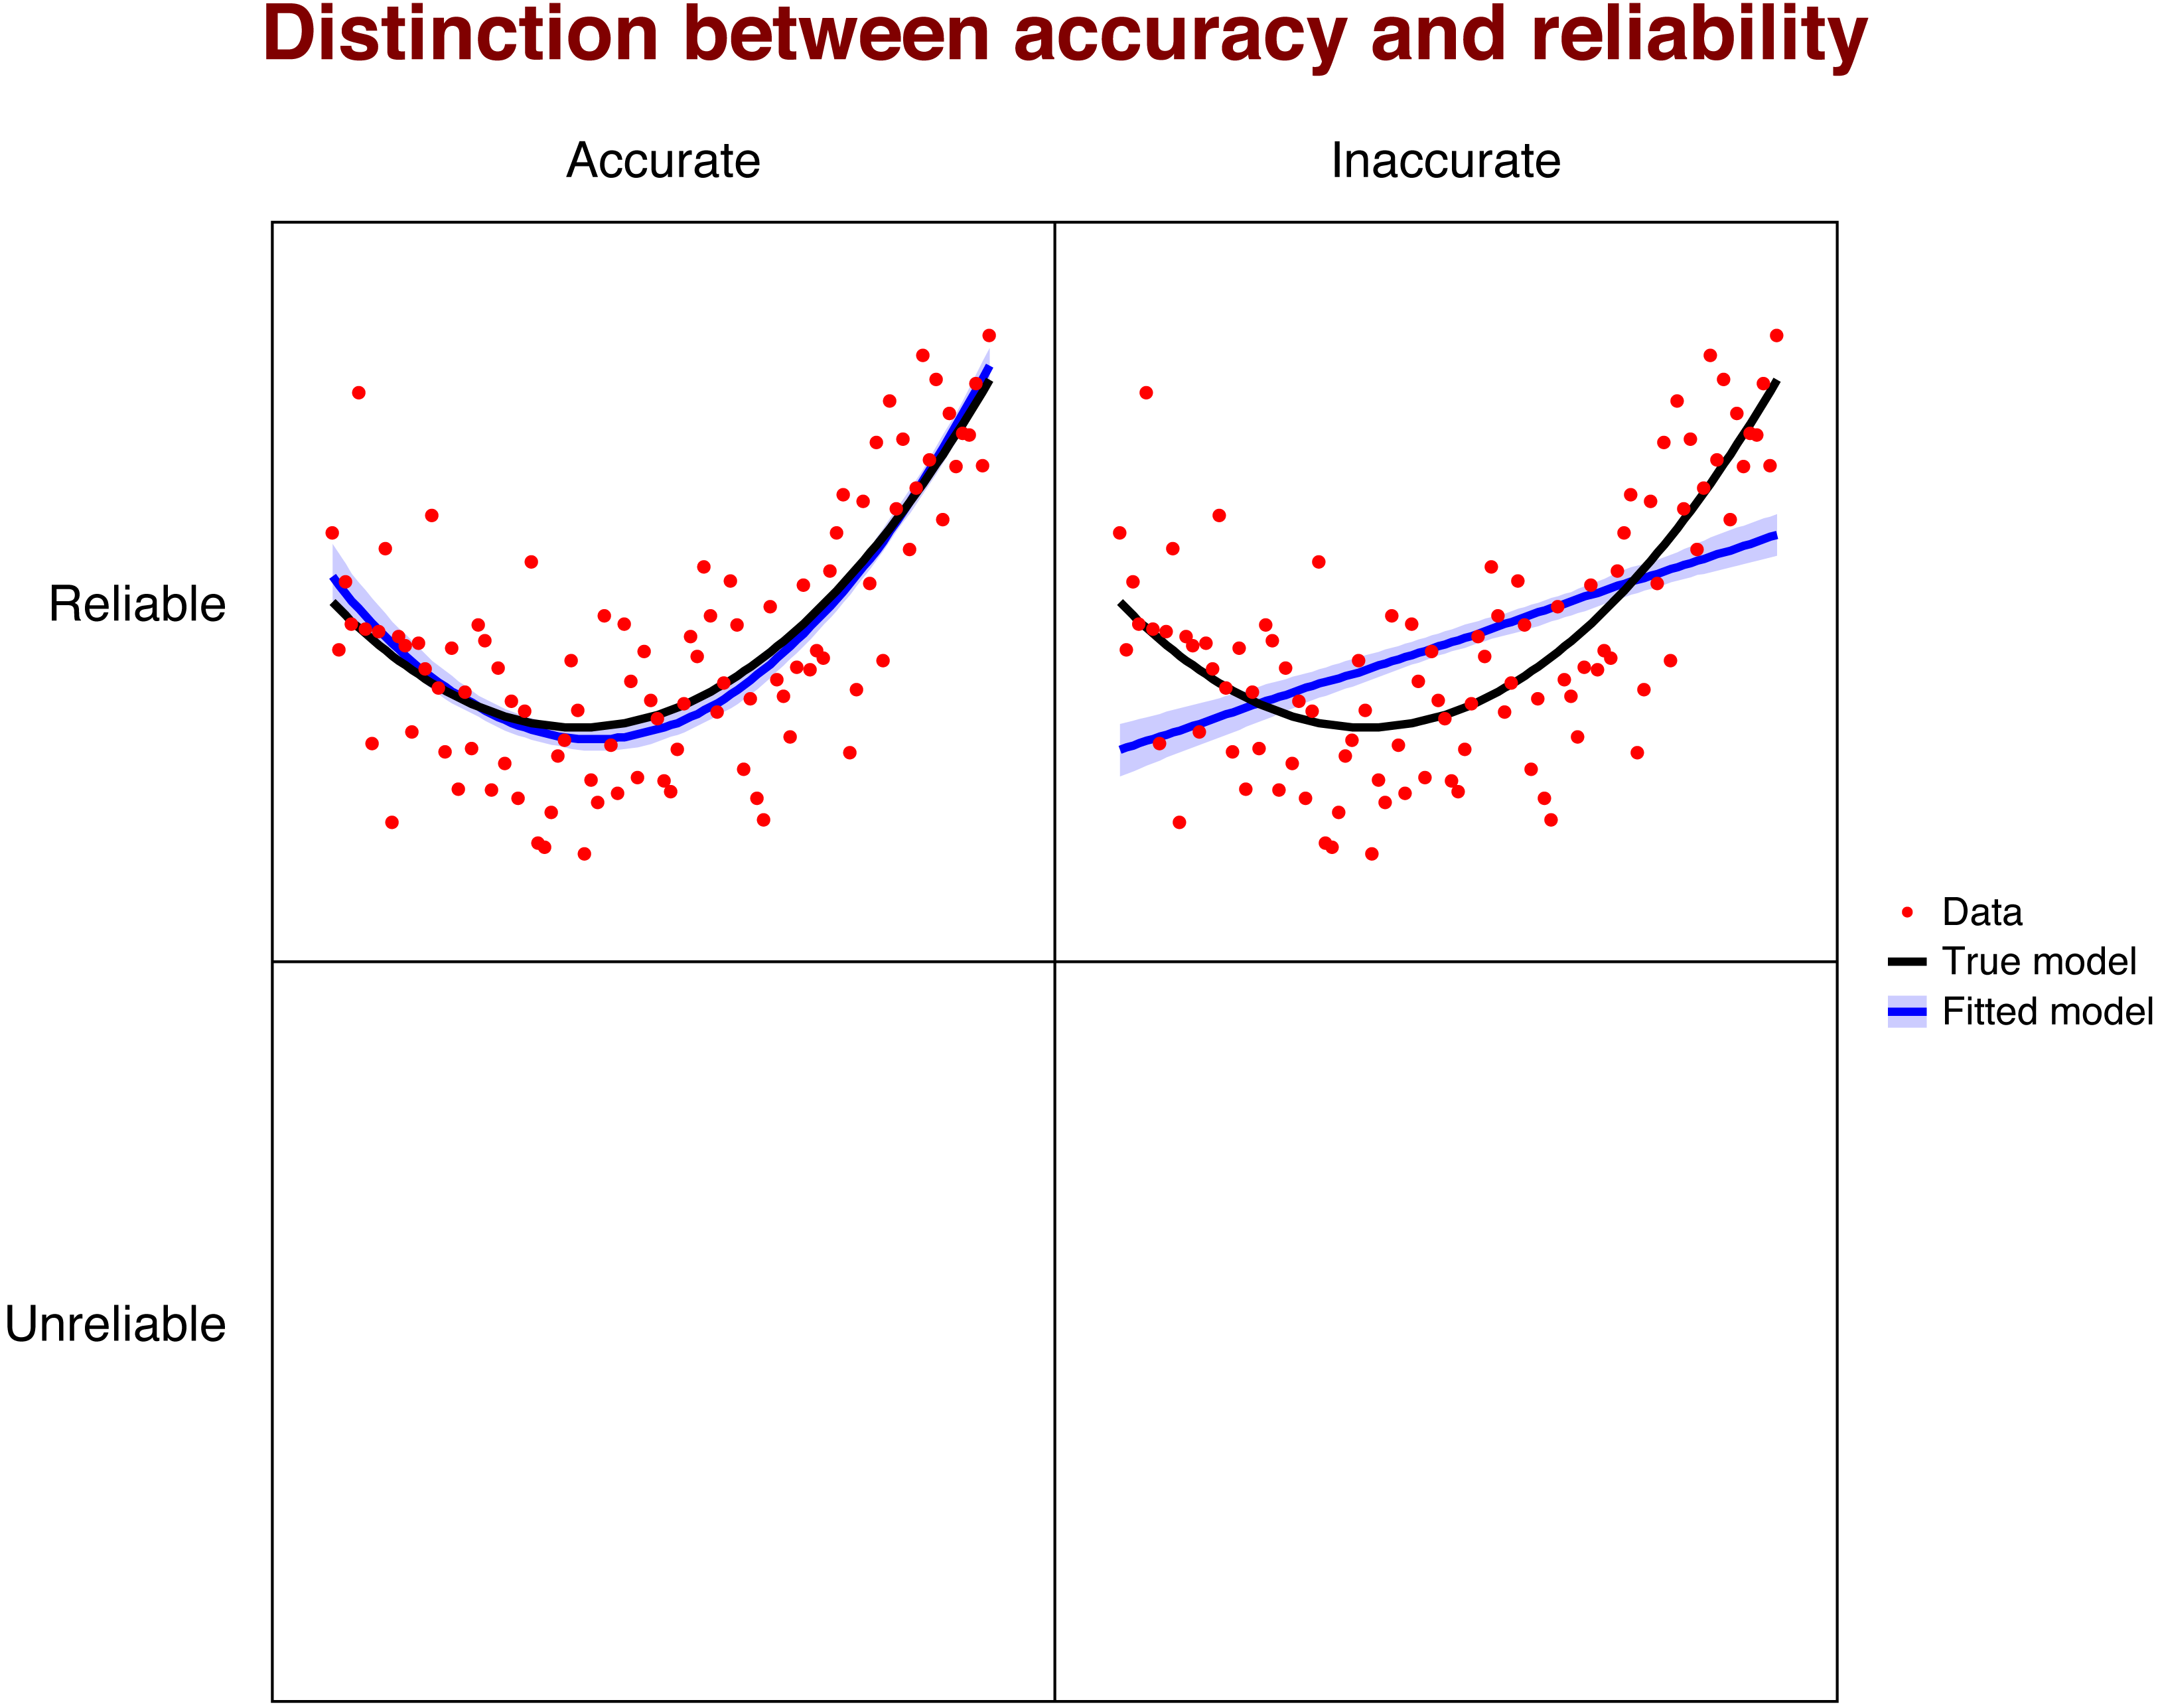 Distinction between accuracy and reliability
Accurate
Inaccurate
Reliable
Data
True model
Fitted model
Unreliable